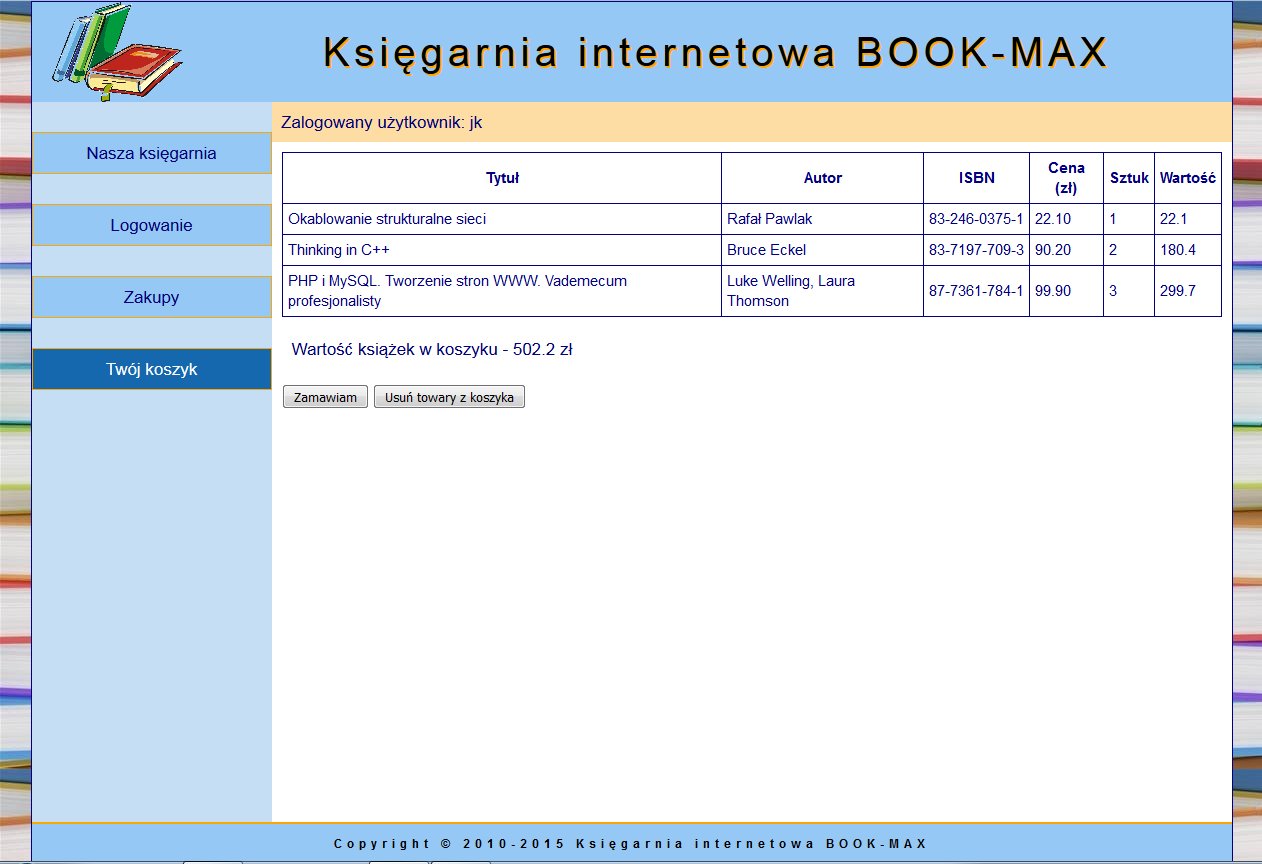 Księgarnia internetowa BOOK-MAX
Zalogowany użytkownik: jk
Nasza księgarnia
Logowanie
Zakupy
Twój koszyk
Tytuł Autor ISBN Cena (zł) Sztuk Wartość
Okablowanie strukturalne sieci Rafał Pawlak 83-246-0375-1 22.10 1 22.1
Thinking in C++ Bruce Eckel 83-7197-709-3 90.20 2 180.4
PHP i MySQL. Tworzenie stron WWW. Vademecum profesjonalisty Luke Welling, Laura Thomson 87-7361-784-1 99.90 3 299.7
Wartość książek w koszyku - 502.2 zł
Zamawiam Usuń towary z koszyka
Copyright © 2010-2015 Księgarnia internetowa BOOK-MAX